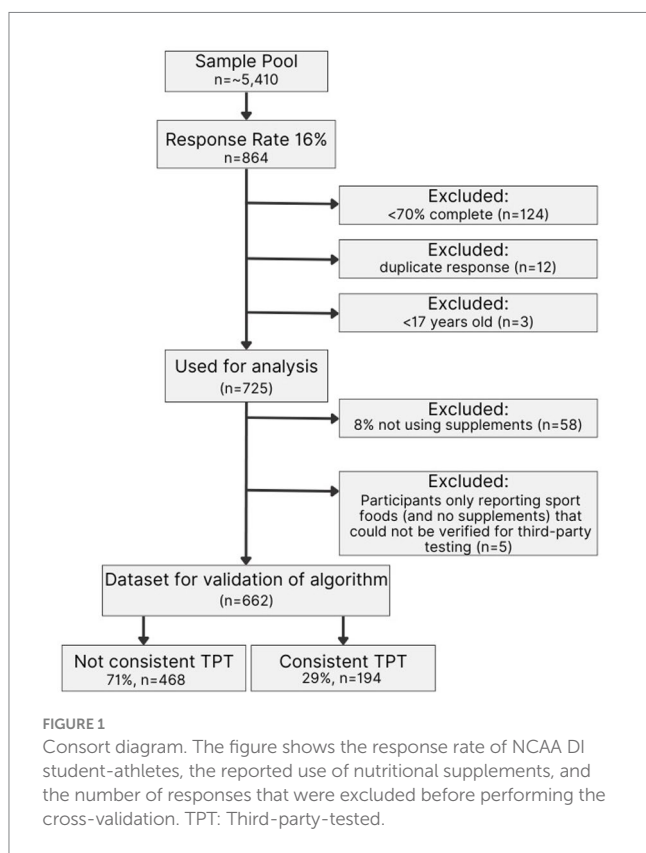 Sample Pool
n=~5,410
Response Rate 16%
n=864
Excluded:
<70% complete (n=124)
Excluded:
duplicate response (n=12)
Excluded:
<17 years old (n=3)
Used for analysis
(n=725)
Excluded:
8% not using supplements (n=58)
Excluded:
Participants only reporting sport
foods (and no supplements) that
could not be verified for third-party
testing (n=5)
Dataset for validation of algorithm
(n=662)
Not consistent TPT
71%, n=468
Consistent TPT
29%, n=194
FIGURE 1
Consort diagram. The figure shows the response rate of NCAA DI
student-athletes, the reported use of nutritional supplements, and
the number of responses that were excluded before performing the
cross-validation. TPT: Third-party-tested.